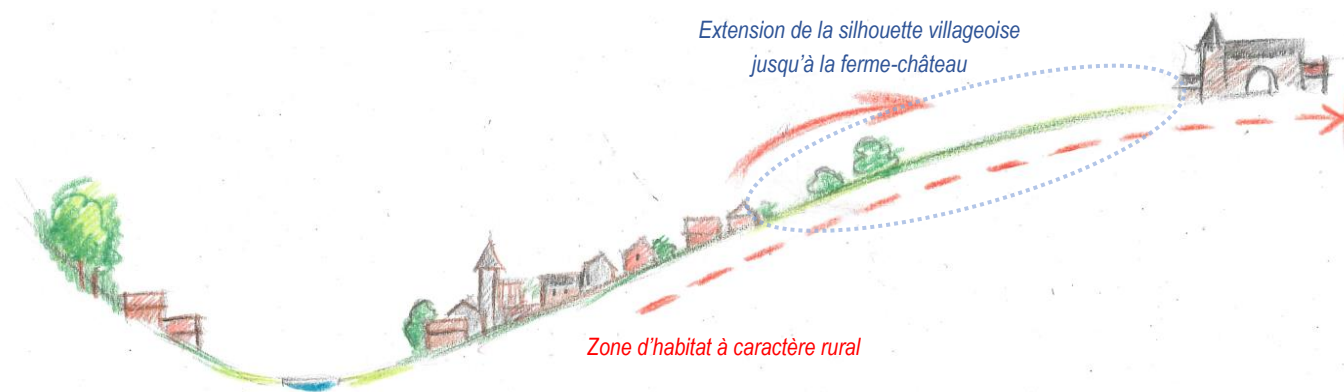 Extension de la silhouette villageoise
jusqu'à la ferme-château
Zone d'habitat à caractère rural